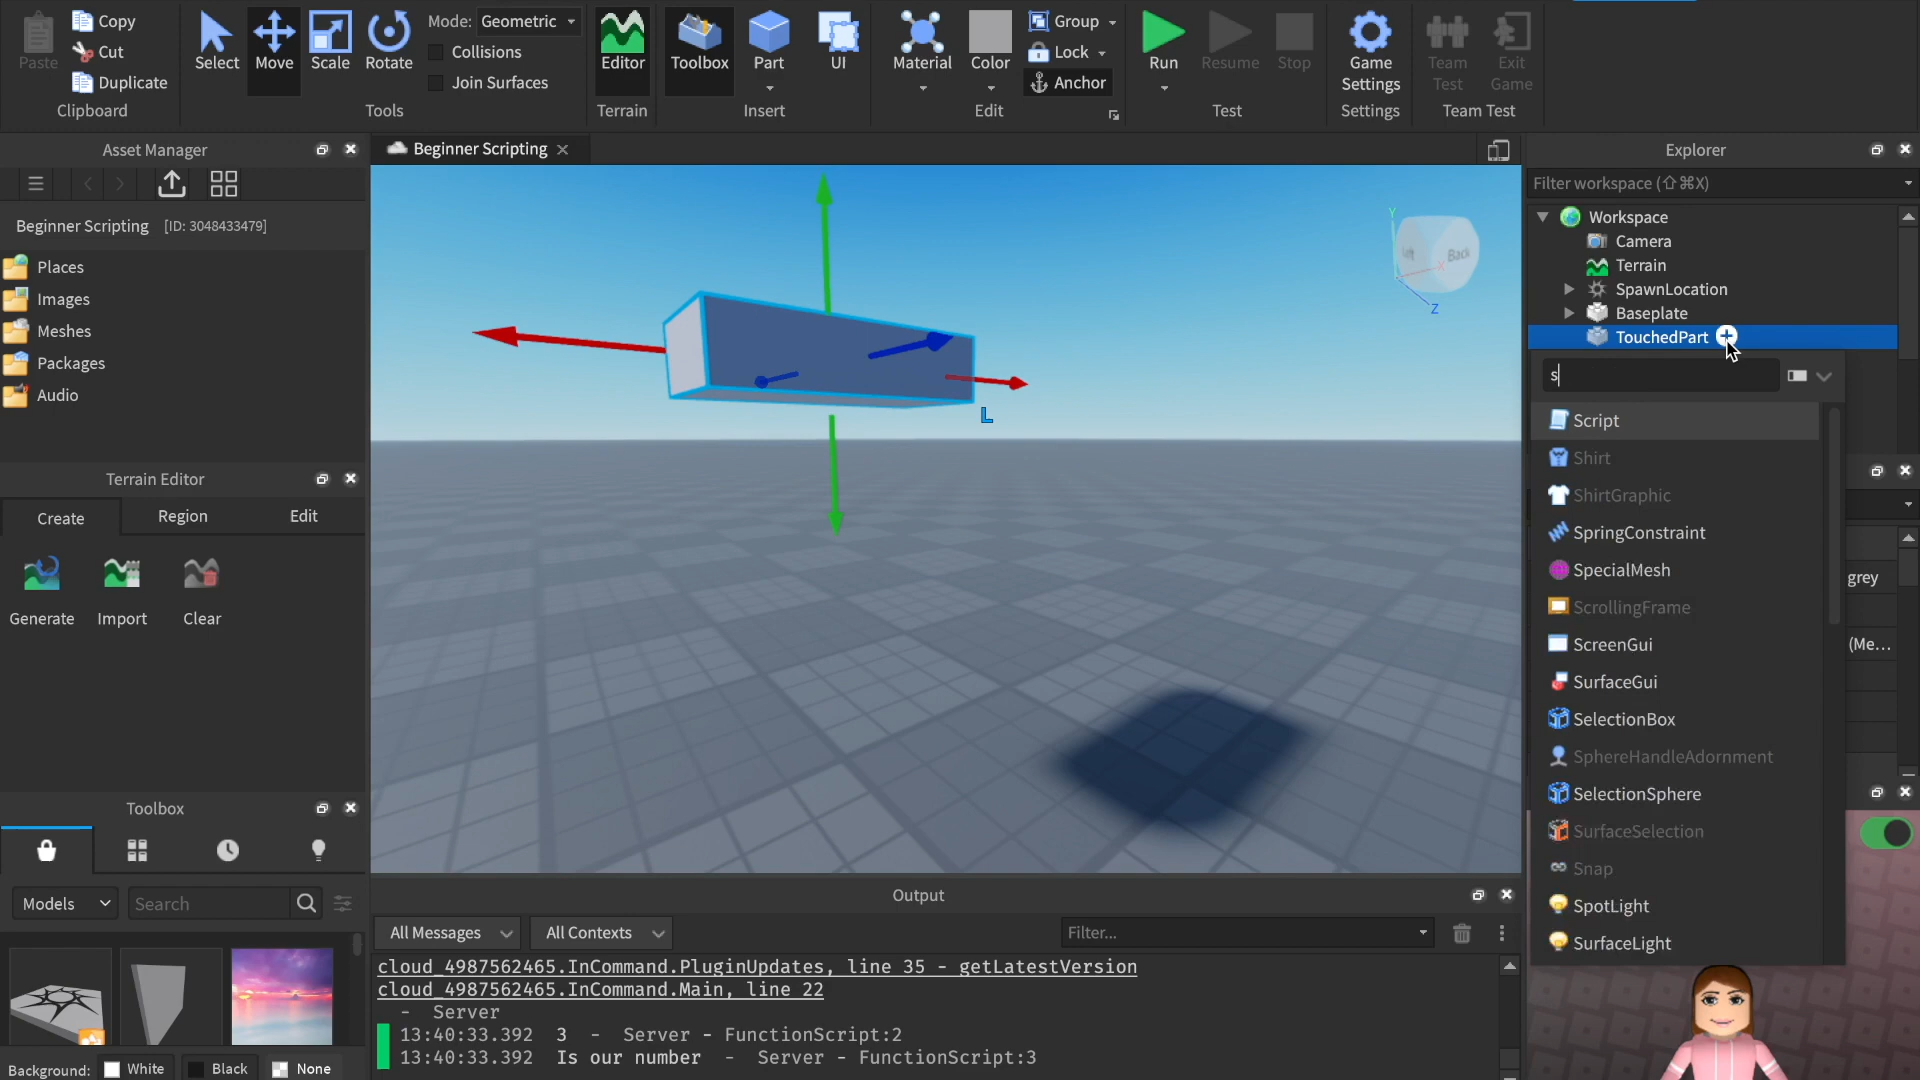 Paste
Copy
Cut
Duplicate
Clipboard
Select
Move
Scale
Rotate
Mode: Geometric
Collisions
Join Surfaces
Tools
Editor
Terrain
Toolbox
Part
UI
Insert
Material
Color
Group
Lock
Anchor
Edit
Run
Resume
Stop
Test
Game
Settings
Settings
Team
Test
Exit
Game
Team Test
Asset Manager
Beginner Scripting [ID: 3048433479]
Places
Images
Meshes
Packages
Audio
Terrain Editor
Create
Region
Edit
Generate
Import
Clear
Toolbox
Models
Search
Background: White Black None
Beginner Scripting
Y
Left
Back
X
Z
L
Output
All Messages
All Contexts
Filter...
cloud_4987562465.InCommand.PluginUpdates, line 35 - getLatestVersion
cloud_4987562465.InCommand.Main, line 22
- Server
13:40:33.392 3 - Server - FunctionScript:2
13:40:33.392 Is our number - Server - FunctionScript:3
Explorer
Filter workspace (⇧⌘X)
Workspace
Camera
Terrain
SpawnLocation
Baseplate
TouchedPart
s
Script
Shirt
ShirtGraphic
SpringConstraint
SpecialMesh
ScrollingFrame
ScreenGui
SurfaceGui
SelectionBox
SphereHandleAdornment
SelectionSphere
SurfaceSelection
Snap
SpotLight
SurfaceLight
grey
(Me...